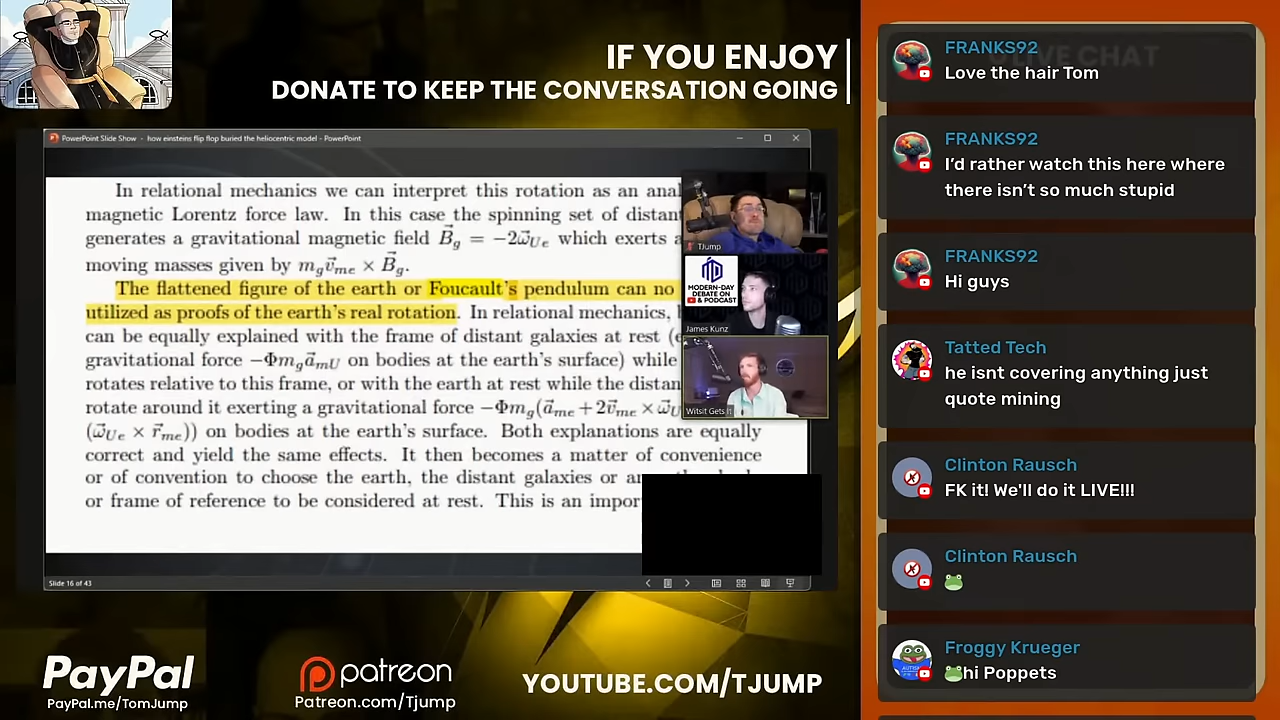 IF YOU ENJOY
DONATE TO KEEP THE CONVERSATION GOING
PowerPoint Slide Show - how einsteins flip flop buried the heliocentric model - PowerPoint
In relational mechanics we can interpret this rotation as an
magnetic Lorentz force law. In this case the spinning set of
generates a gravitational magnetic field B⃗g = −2ω⃗Ue which exerts
moving masses given by mgv⃗me × B⃗g.
The flattened figure of the earth or Foucault's pendulum can no
utilized as proofs of the earth's real rotation. In relational mechanics,
can be equally explained with the frame of distant galaxies at rest
gravitational force −Φmga⃗mU on bodies at the earth's surface) while
rotates relative to this frame, or with the earth at rest while the
rotate around it exerting a gravitational force −Φmg(a⃗me + 2v⃗me ×
(ω⃗Ue × r⃗me)) on bodies at the earth's surface. Both explanations are equally
correct and yield the same effects. It then becomes a matter of convenience
or of convention to choose the earth, the distant galaxies or
or frame of reference to be considered at rest. This is an
TJump
MODERN-DAY
DEBATE ON
& PODCAST
James Kunz
Witsit Gets It
Slide 16 of 43
PayPal
PayPal.me/TomJump
patreon
Patreon.com/Tjump
YOUTUBE.COM/TJUMP
LIVE CHAT
FRANKS92
Love the hair Tom
FRANKS92
I'd rather watch this here where
there isn't so much stupid
FRANKS92
Hi guys
Tatted Tech
he isnt covering anything just
quote mining
Clinton Rausch
FK it! We'll do it LIVE!!!
Clinton Rausch
🐸
Froggy Krueger
🐸hi Poppets